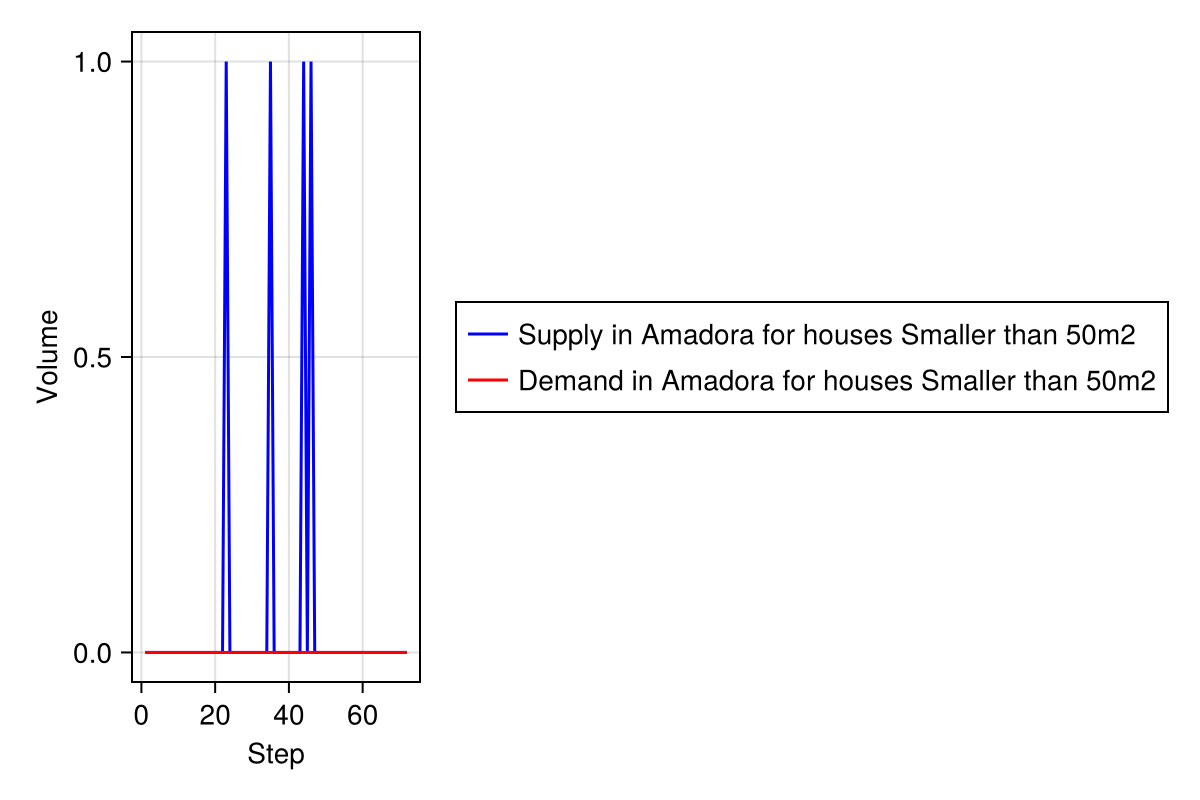 1.0
0.5
0.0
Volume
0 20 40 60
Step
Supply in Amadora for houses Smaller than 50m2
Demand in Amadora for houses Smaller than 50m2